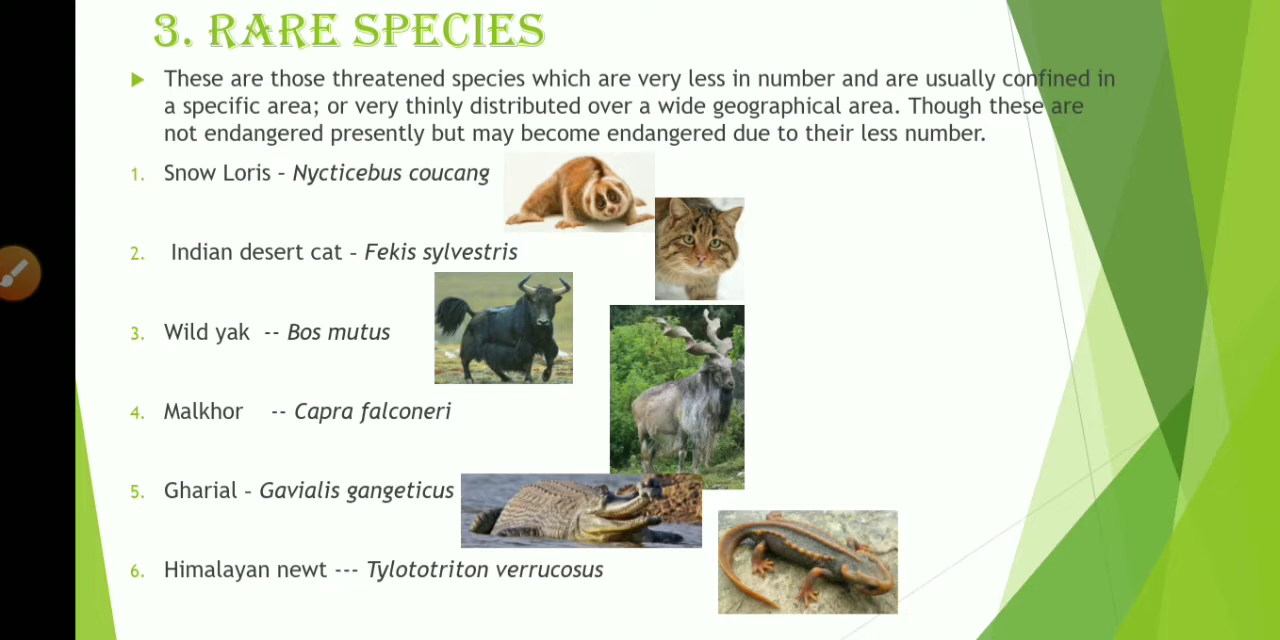 3. RARE SPECIES
These are those threatened species which are very less in number and are usually confined in
a specific area; or very thinly distributed over a wide geographical area. Though these are
not endangered presently but may become endangered due to their less number.
1. Snow Loris – Nycticebus coucang
2. Indian desert cat – Fekis sylvestris
3. Wild yak -- Bos mutus
4. Malkhor -- Capra falconeri
5. Gharial – Gavialis gangeticus
6. Himalayan newt --- Tylototriton verrucosus